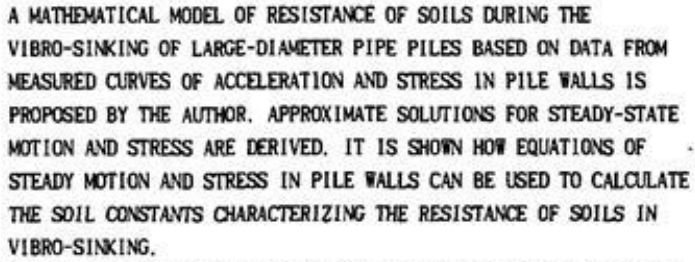 A MATHEMATICAL MODEL OF RESISTANCE OF SOILS DURING THE
VIBRO-SINKING OF LARGE-DIAMETER PIPE PILES BASED ON DATA FROM
MEASURED CURVES OF ACCELERATION AND STRESS IN PILE WALLS IS
PROPOSED BY THE AUTHOR. APPROXIMATE SOLUTIONS FOR STEADY-STATE
MOTION AND STRESS ARE DERIVED. IT IS SHOWN HOW EQUATIONS OF
STEADY MOTION AND STRESS IN PILE WALLS CAN BE USED TO CALCULATE
THE SOIL CONSTANTS CHARACTERIZING THE RESISTANCE OF SOILS IN
VIBRO-SINKING.